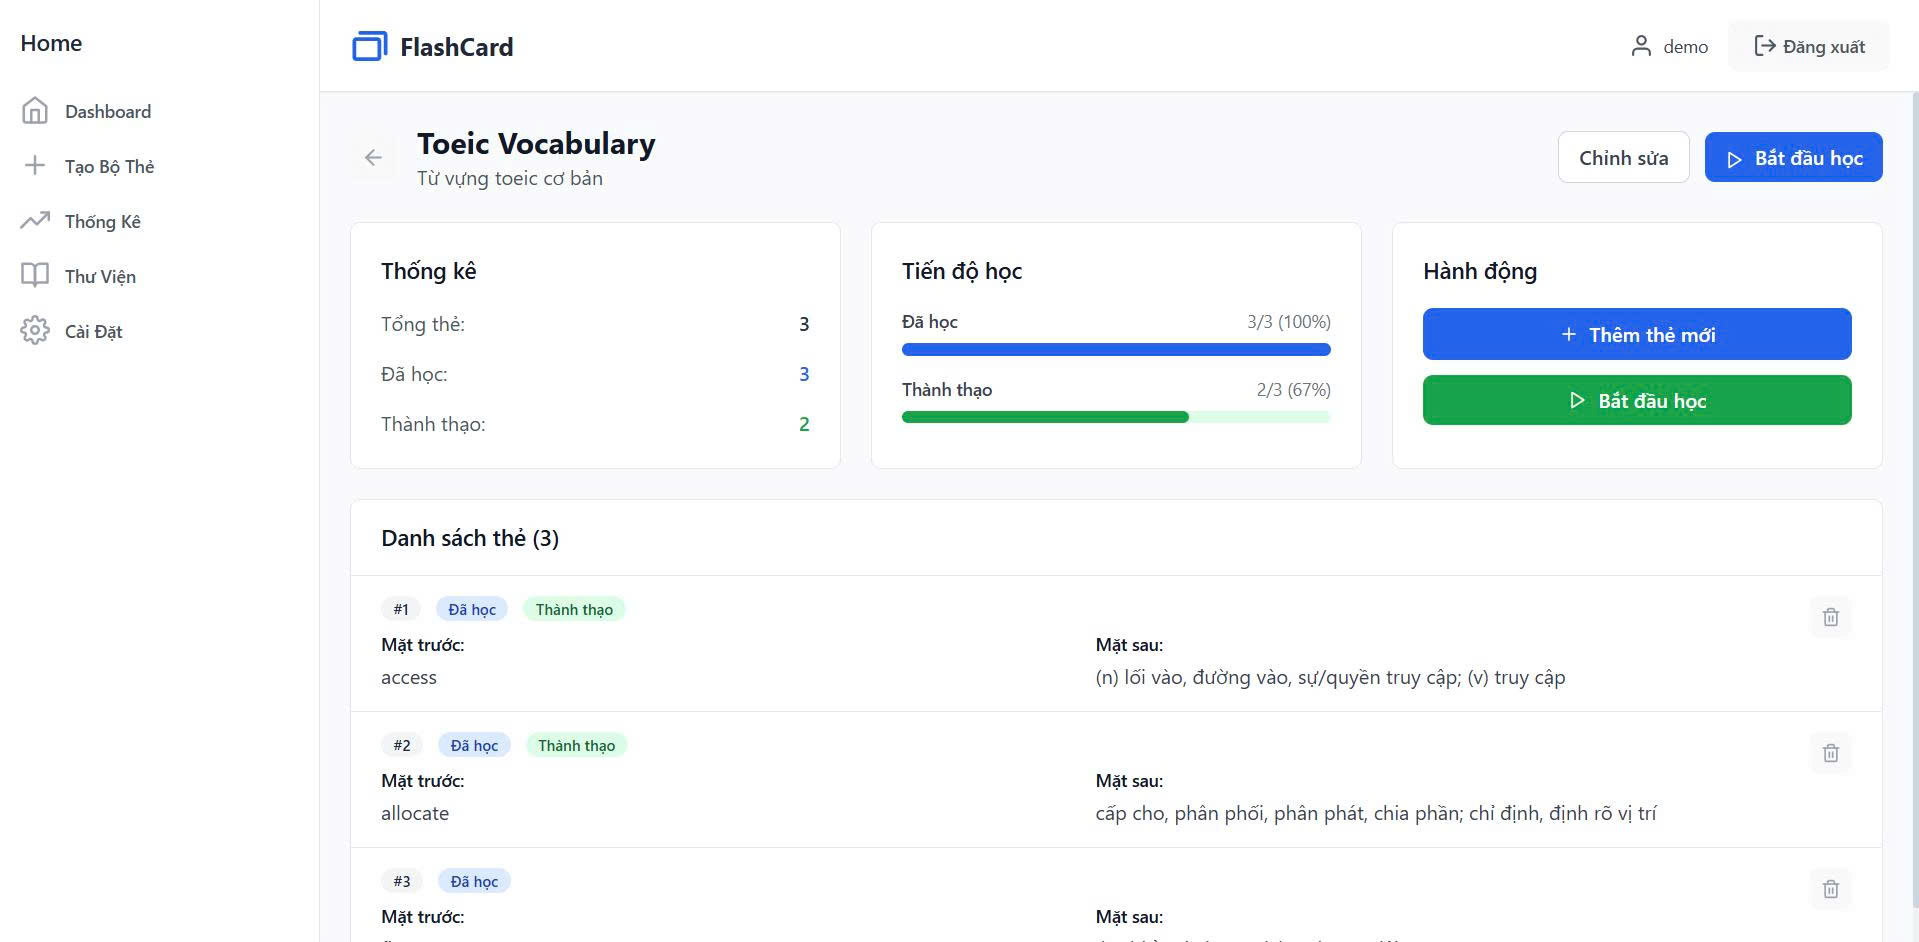 Home
Dashboard
Tạo Bộ Thẻ
Thống Kê
Thư Viện
Cài Đặt
FlashCard
demo
Đăng xuất
Toeic Vocabulary
Từ vựng toeic cơ bản
Chỉnh sửa
Bắt đầu học
Thống kê
Tổng thẻ: 3
Đã học: 3
Thành thạo: 2
Tiến độ học
Đã học 3/3 (100%)
Thành thạo 2/3 (67%)
Hành động
Thêm thẻ mới
Bắt đầu học
Danh sách thẻ (3)
#1 Đã học Thành thạo
Mặt trước: Mặt sau:
access (n) lối vào, đường vào, sự/quyền truy cập; (v) truy cập
#2 Đã học Thành thạo
Mặt trước: Mặt sau:
allocate cấp cho, phân phối, phân phát, chia phần; chỉ định, định rõ vị trí
#3 Đã học
Mặt trước: Mặt sau: